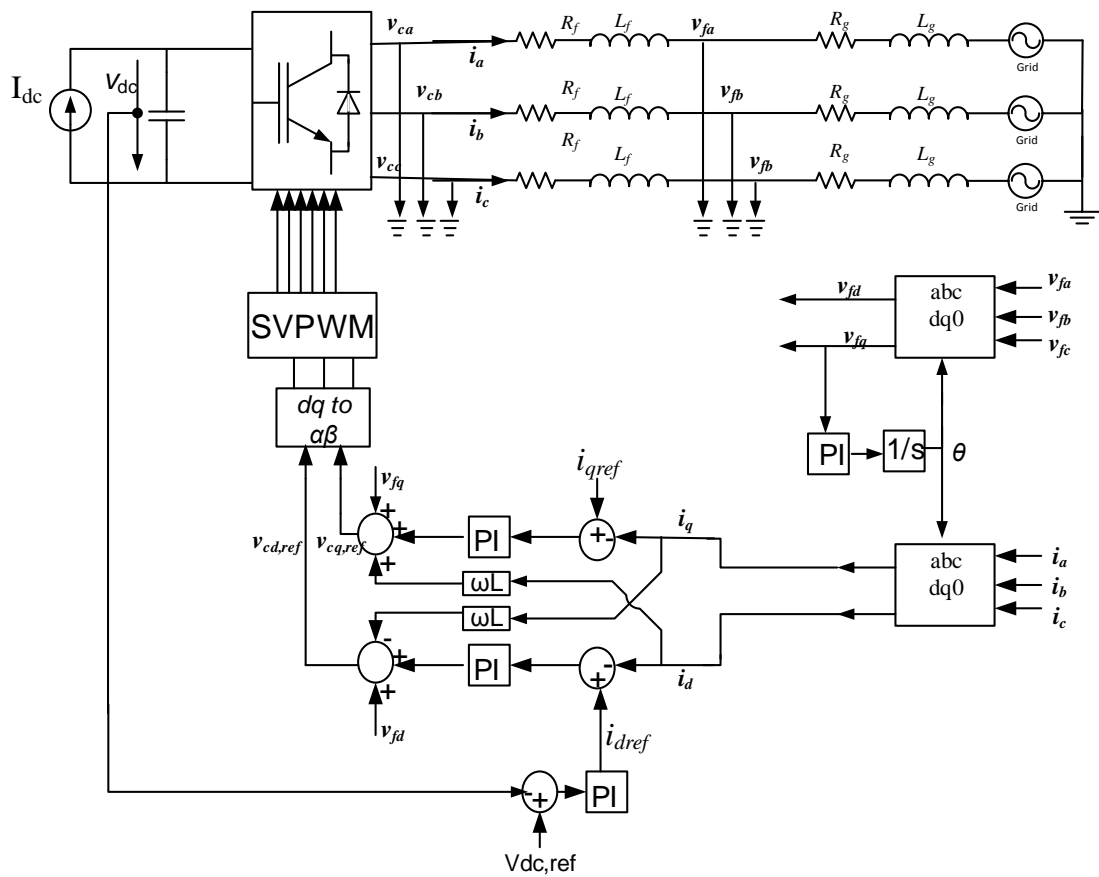 v_ca R_f L_f v_fa R_g L_g
i_a Grid
V_dc
I_dc
v_cb R_f L_f v_fb R_g L_g
i_b Grid
v_cc R_f L_f v_fb R_g L_g
i_c Grid
SVPWM
v_fd abc v_fa
dq0 v_fb
v_fq v_fc
PI 1/s θ
dq to
αβ
v_fq i_qref
+ + + PI + - i_q
v_cd,ref v_cq,ref
+ ωL
abc i_a
dq0 i_b
i_c
- ωL
+ PI - i_d
+ +
v_fd i_dref
- + PI
Vdc,ref